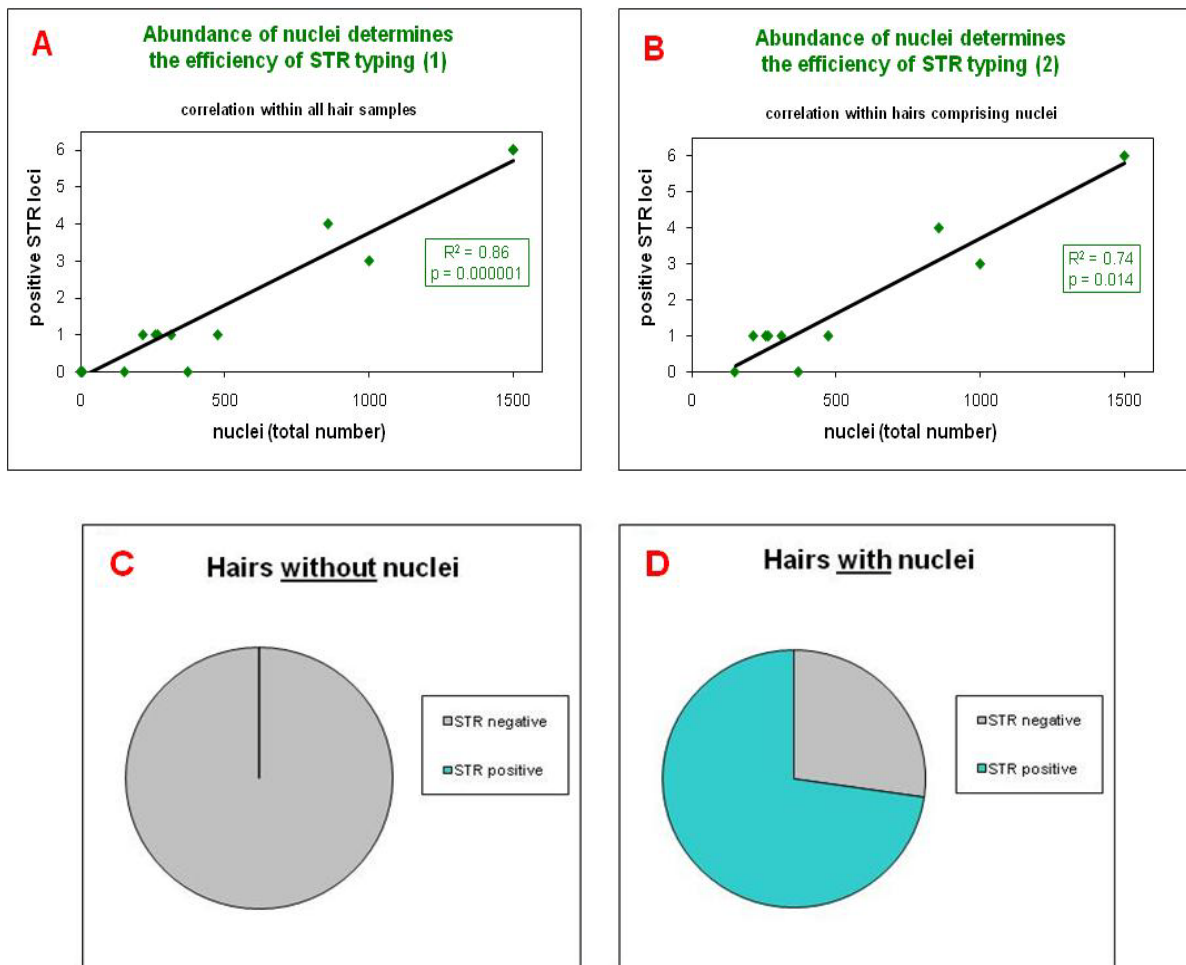 A
Abundance of nuclei determines
the efficiency of STR typing (1)
correlation within all hair samples
positive STR loci
6
5
4
3
2
1
0
R² = 0.86
p = 0.000001
0
500
1000
1500
nuclei (total number)
B
Abundance of nuclei determines
the efficiency of STR typing (2)
correlation within hairs comprising nuclei
positive STR loci
6
5
4
3
2
1
0
R² = 0.74
p = 0.014
0
500
1000
1500
nuclei (total number)
C
Hairs without nuclei
STR negative
STR positive
D
Hairs with nuclei
STR negative
STR positive